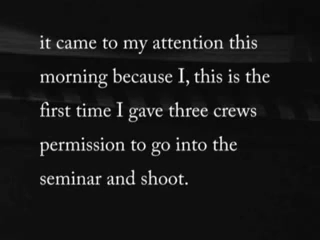 it came to my attention this
morning because I, this is the
first time I gave three crews
permission to go into the
seminar and shoot.